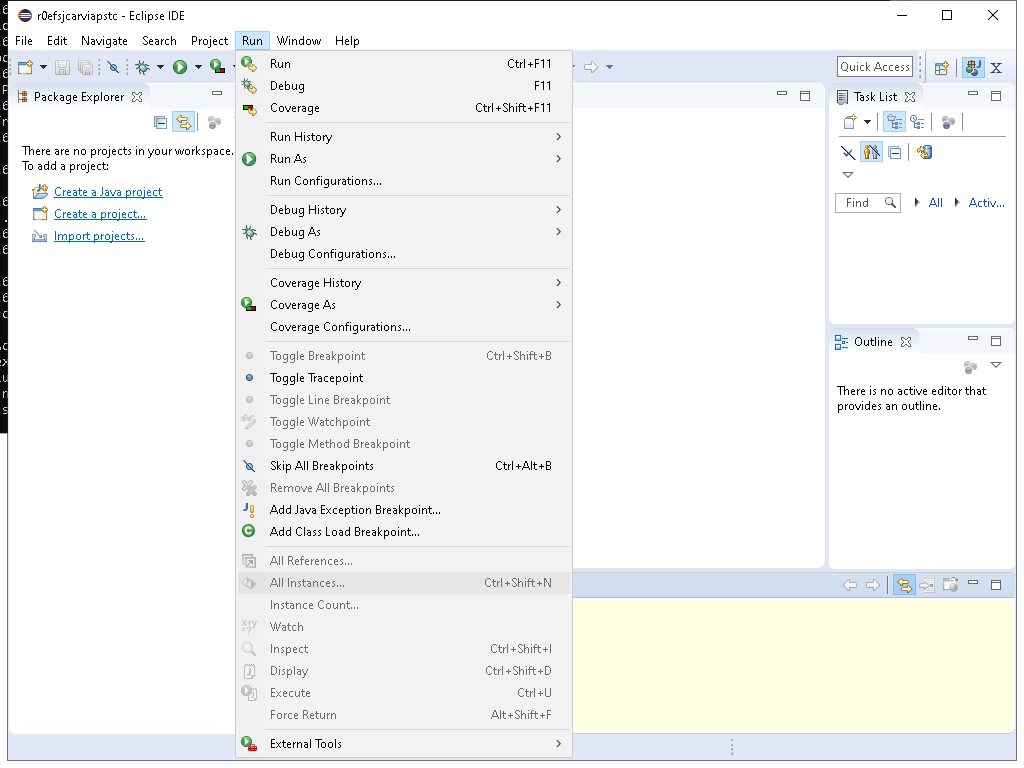 r0efsjcarviapstc - Eclipse IDE
File Edit Navigate Search Project Run Window Help
Quick Access
Package Explorer
There are no projects in your workspace.
To add a project:
Create a Java project
Create a project...
Import projects...
Run Ctrl+F11
Debug F11
Coverage Ctrl+Shift+F11
Run History
Run As
Run Configurations...
Debug History
Debug As
Debug Configurations...
Coverage History
Coverage As
Coverage Configurations...
Toggle Breakpoint Ctrl+Shift+B
Toggle Tracepoint
Toggle Line Breakpoint
Toggle Watchpoint
Toggle Method Breakpoint
Skip All Breakpoints Ctrl+Alt+B
Remove All Breakpoints
Add Java Exception Breakpoint...
Add Class Load Breakpoint...
All References...
All Instances... Ctrl+Shift+N
Instance Count...
Watch
Inspect Ctrl+Shift+I
Display Ctrl+Shift+D
Execute Ctrl+U
Force Return Alt+Shift+F
External Tools
Task List
Find All Activ...
Outline
There is no active editor that
provides an outline.